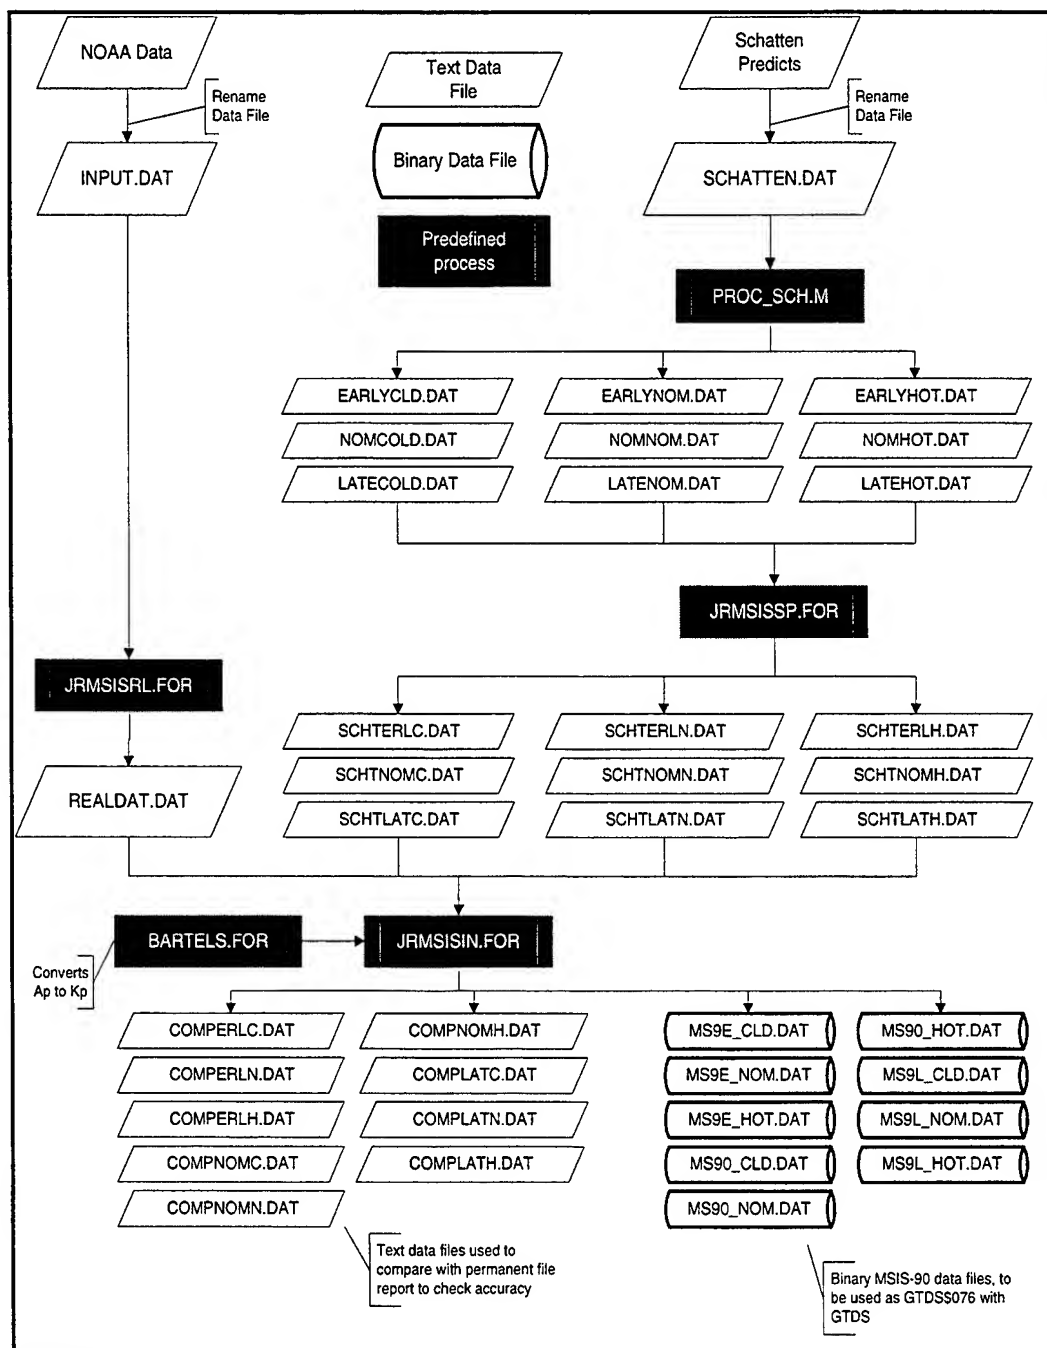 NOAA Data
Rename
Data File
INPUT.DAT
Text Data
File
Binary Data File
Predefined
process
Schatten
Predicts
Rename
Data File
SCHATTEN.DAT
PROC_SCH.M
EARLYCLD.DAT
EARLYNOM.DAT
EARLYHOT.DAT
NOMCOLD.DAT
NOMNOM.DAT
NOMHOT.DAT
LATECOLD.DAT
LATENOM.DAT
LATEHOT.DAT
JRMSISSP.FOR
JRMSISRL.FOR
REALDAT.DAT
SCHTERLC.DAT
SCHTERLN.DAT
SCHTERLH.DAT
SCHTNOMC.DAT
SCHTNOMN.DAT
SCHTNOMH.DAT
SCHTLATC.DAT
SCHTLATN.DAT
SCHTLATH.DAT
BARTELS.FOR
JRMSISIN.FOR
Converts
Ap to Kp
COMPERLC.DAT
COMPERLN.DAT
COMPERLH.DAT
COMPNOMC.DAT
COMPNOMN.DAT
COMPNOMH.DAT
COMPLATC.DAT
COMPLATN.DAT
COMPLATH.DAT
MS9E_CLD.DAT
MS9E_NOM.DAT
MS9E_HOT.DAT
MS90_CLD.DAT
MS90_NOM.DAT
MS90_HOT.DAT
MS9L_CLD.DAT
MS9L_NOM.DAT
MS9L_HOT.DAT
Text data files used to
compare with permanent file
report to check accuracy
Binary MSIS-90 data files, to
be used as GTDS$076 with
GTDS